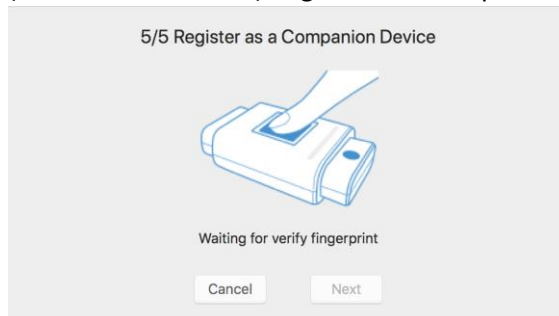 5/5 Register as a Companion Device
Waiting for verify fingerprint
Cancel
Next